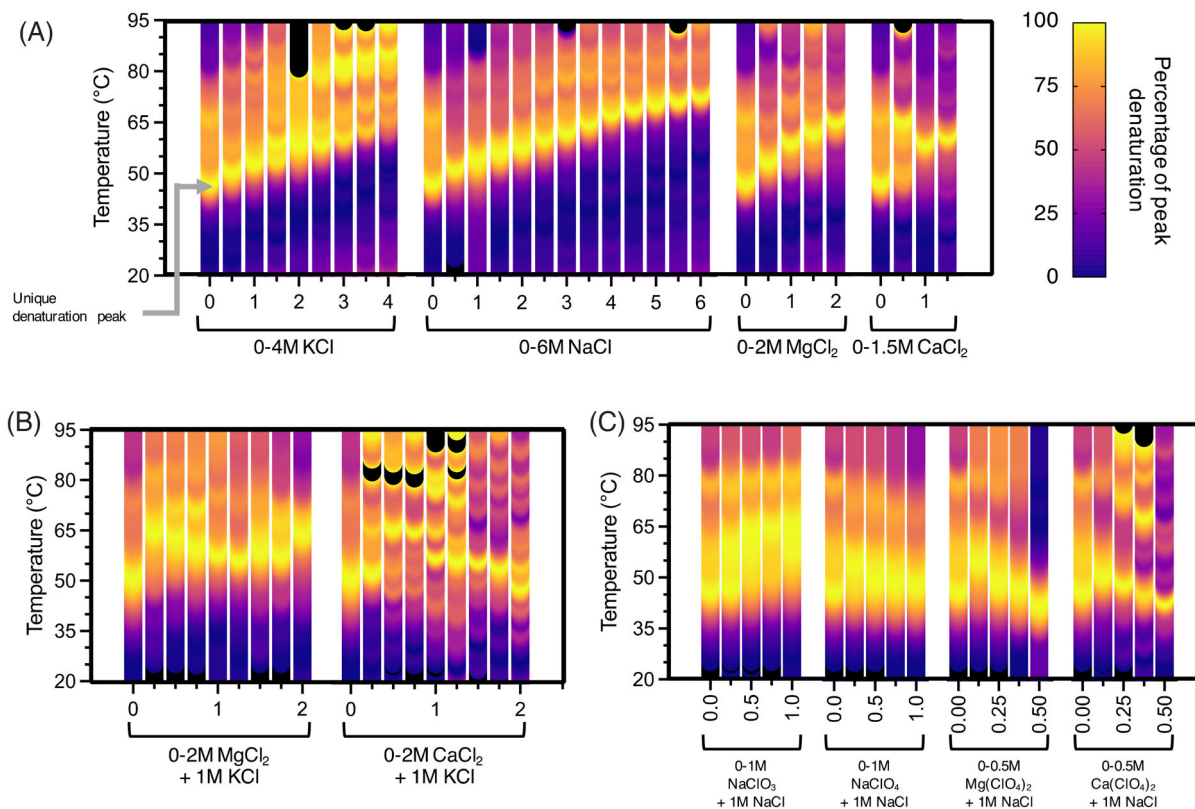 (A)
Temperature (°C)
95
80
65
50
35
20
Unique
denaturation peak
0 1 2 3 4
0-4M KCl
0 1 2 3 4 5 6
0-6M NaCl
0 1 2
0-2M MgCl₂
0 1
0-1.5M CaCl₂
100
75
50
25
0
Percentage of peak
denaturation
(B)
Temperature (°C)
95
80
65
50
35
20
0 1 2
0-2M MgCl₂
+ 1M KCl
0 2
0-2M CaCl₂
+ 1M KCl
1
(C)
Temperature (°C)
95
80
65
50
35
20
0.0 0.5 1.0
0-1M
NaClO₃
+ 1M NaCl
0.0 0.5 1.0
0-1M
NaClO₄
+ 1M NaCl
0.00 0.25 0.50
0-0.5M
Mg(ClO₄)₂
+ 1M NaCl
0.00 0.25 0.50
0-0.5M
Ca(ClO₄)₂
+ 1M NaCl